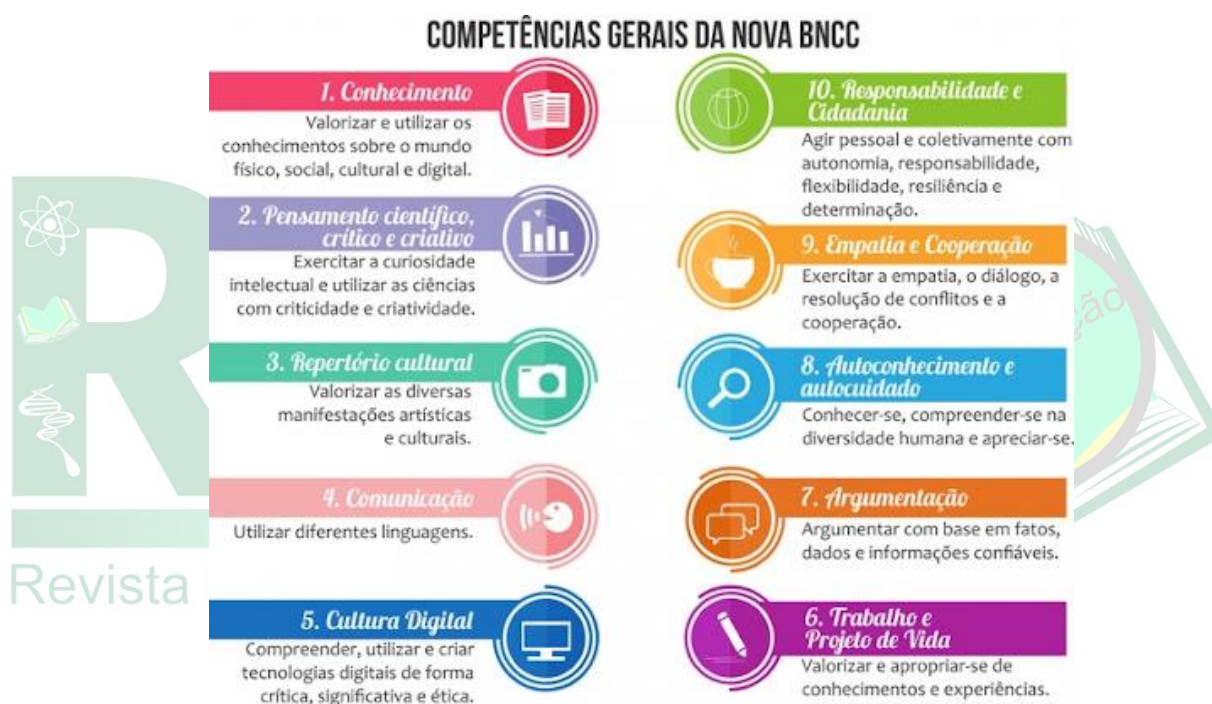 COMPETÊNCIAS GERAIS DA NOVA BNCC
1. Conhecimento
Valorizar e utilizar os
conhecimentos sobre o mundo
físico, social, cultural e digital.
2. Pensamento científico,
crítico e criativo
Exercitar a curiosidade
intelectual e utilizar as ciências
com criticidade e criatividade.
3. Repertório cultural
Valorizar as diversas
manifestações artísticas
e culturais.
4. Comunicação
Utilizar diferentes linguagens.
5. Cultura Digital
Compreender, utilizar e criar
tecnologias digitais de forma
crítica, significativa e ética.
10. Responsabilidade e
Cidadania
Agir pessoal e coletivamente com
autonomia, responsabilidade,
flexibilidade, resiliência e
determinação.
9. Empatia e Cooperação
Exercitar a empatia, o diálogo, a
resolução de conflitos e a
cooperação.
8. Autoconhecimento e
autocuidado
Conhecer-se, compreender-se na
diversidade humana e apreciar-se.
7. Argumentação
Argumentar com base em fatos,
dados e informações confiáveis.
6. Trabalho e
Projeto de Vida
Valorizar e apropriar-se de
conhecimentos e experiências.
R
Revista